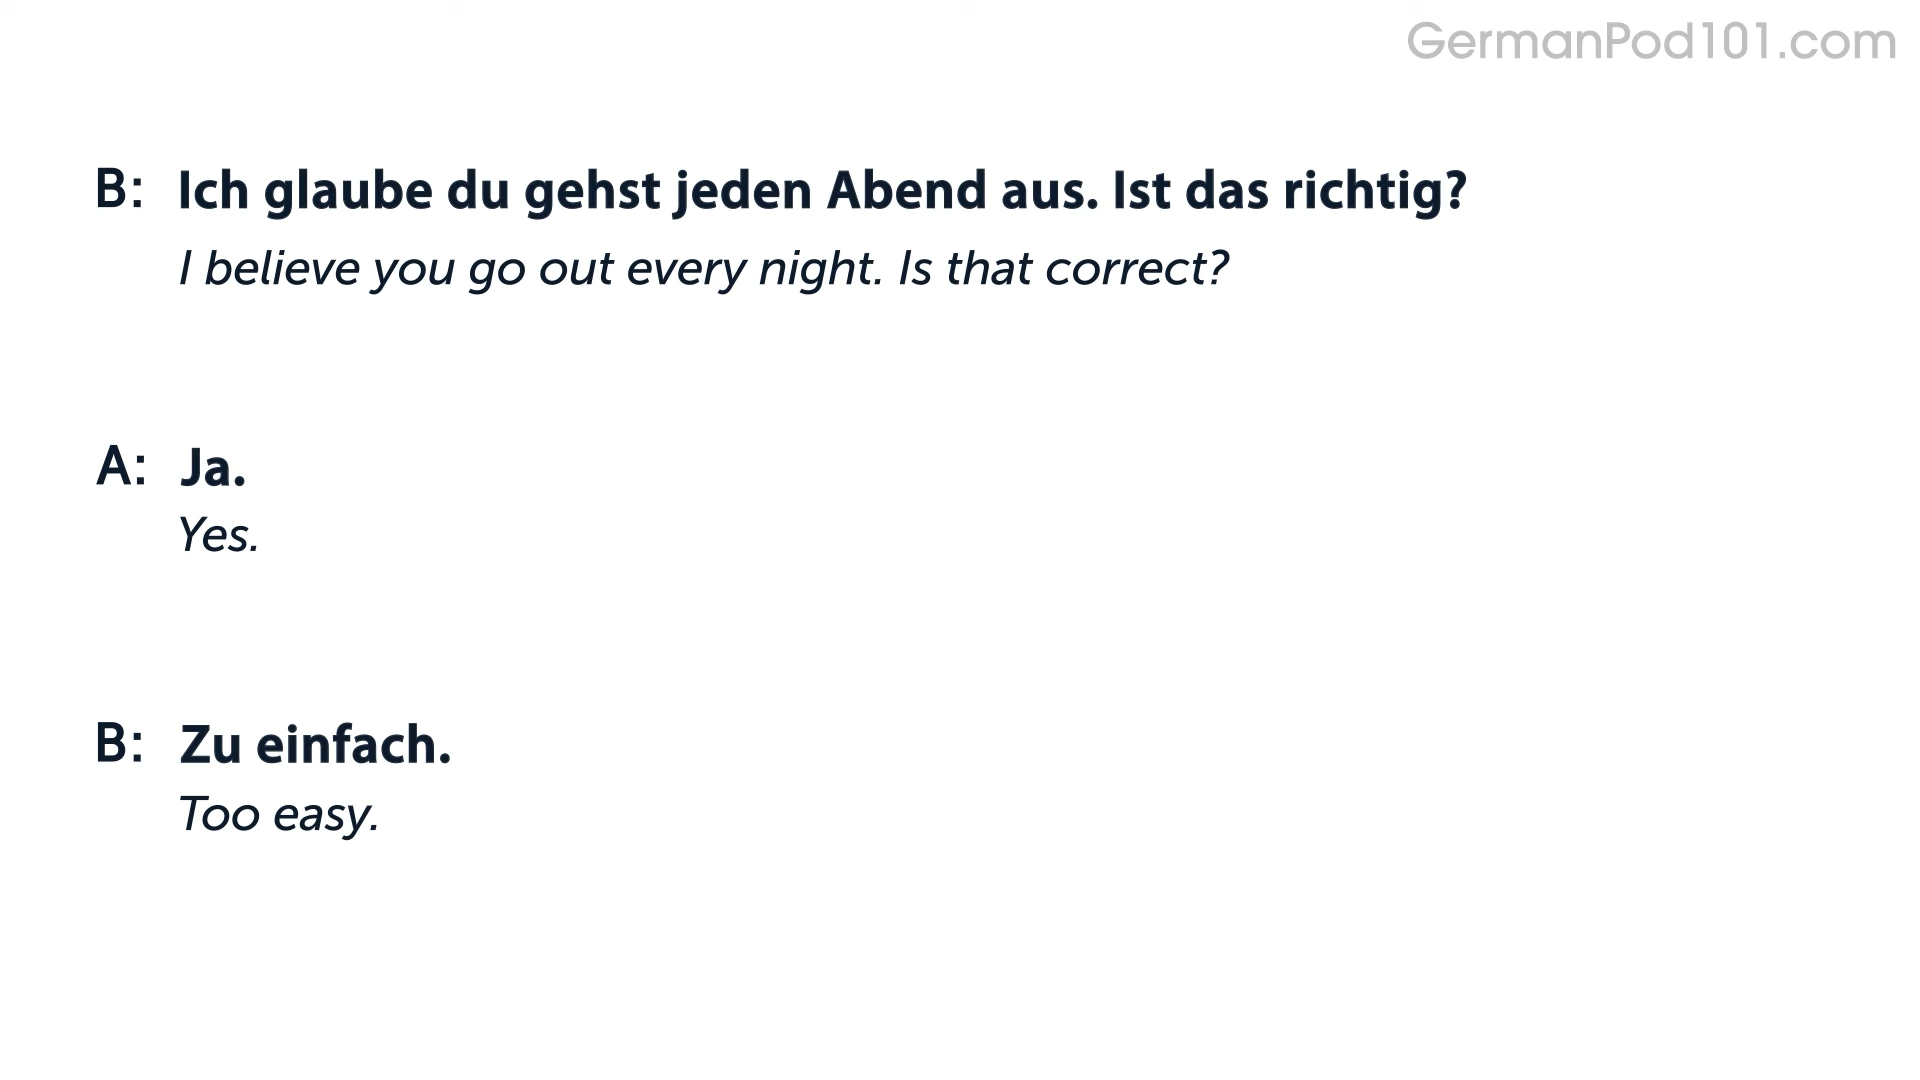 GermanPod101.com
B: Ich glaube du gehst jeden Abend aus. Ist das richtig?
I believe you go out every night. Is that correct?
A: Ja.
Yes.
B: Zu einfach.
Too easy.